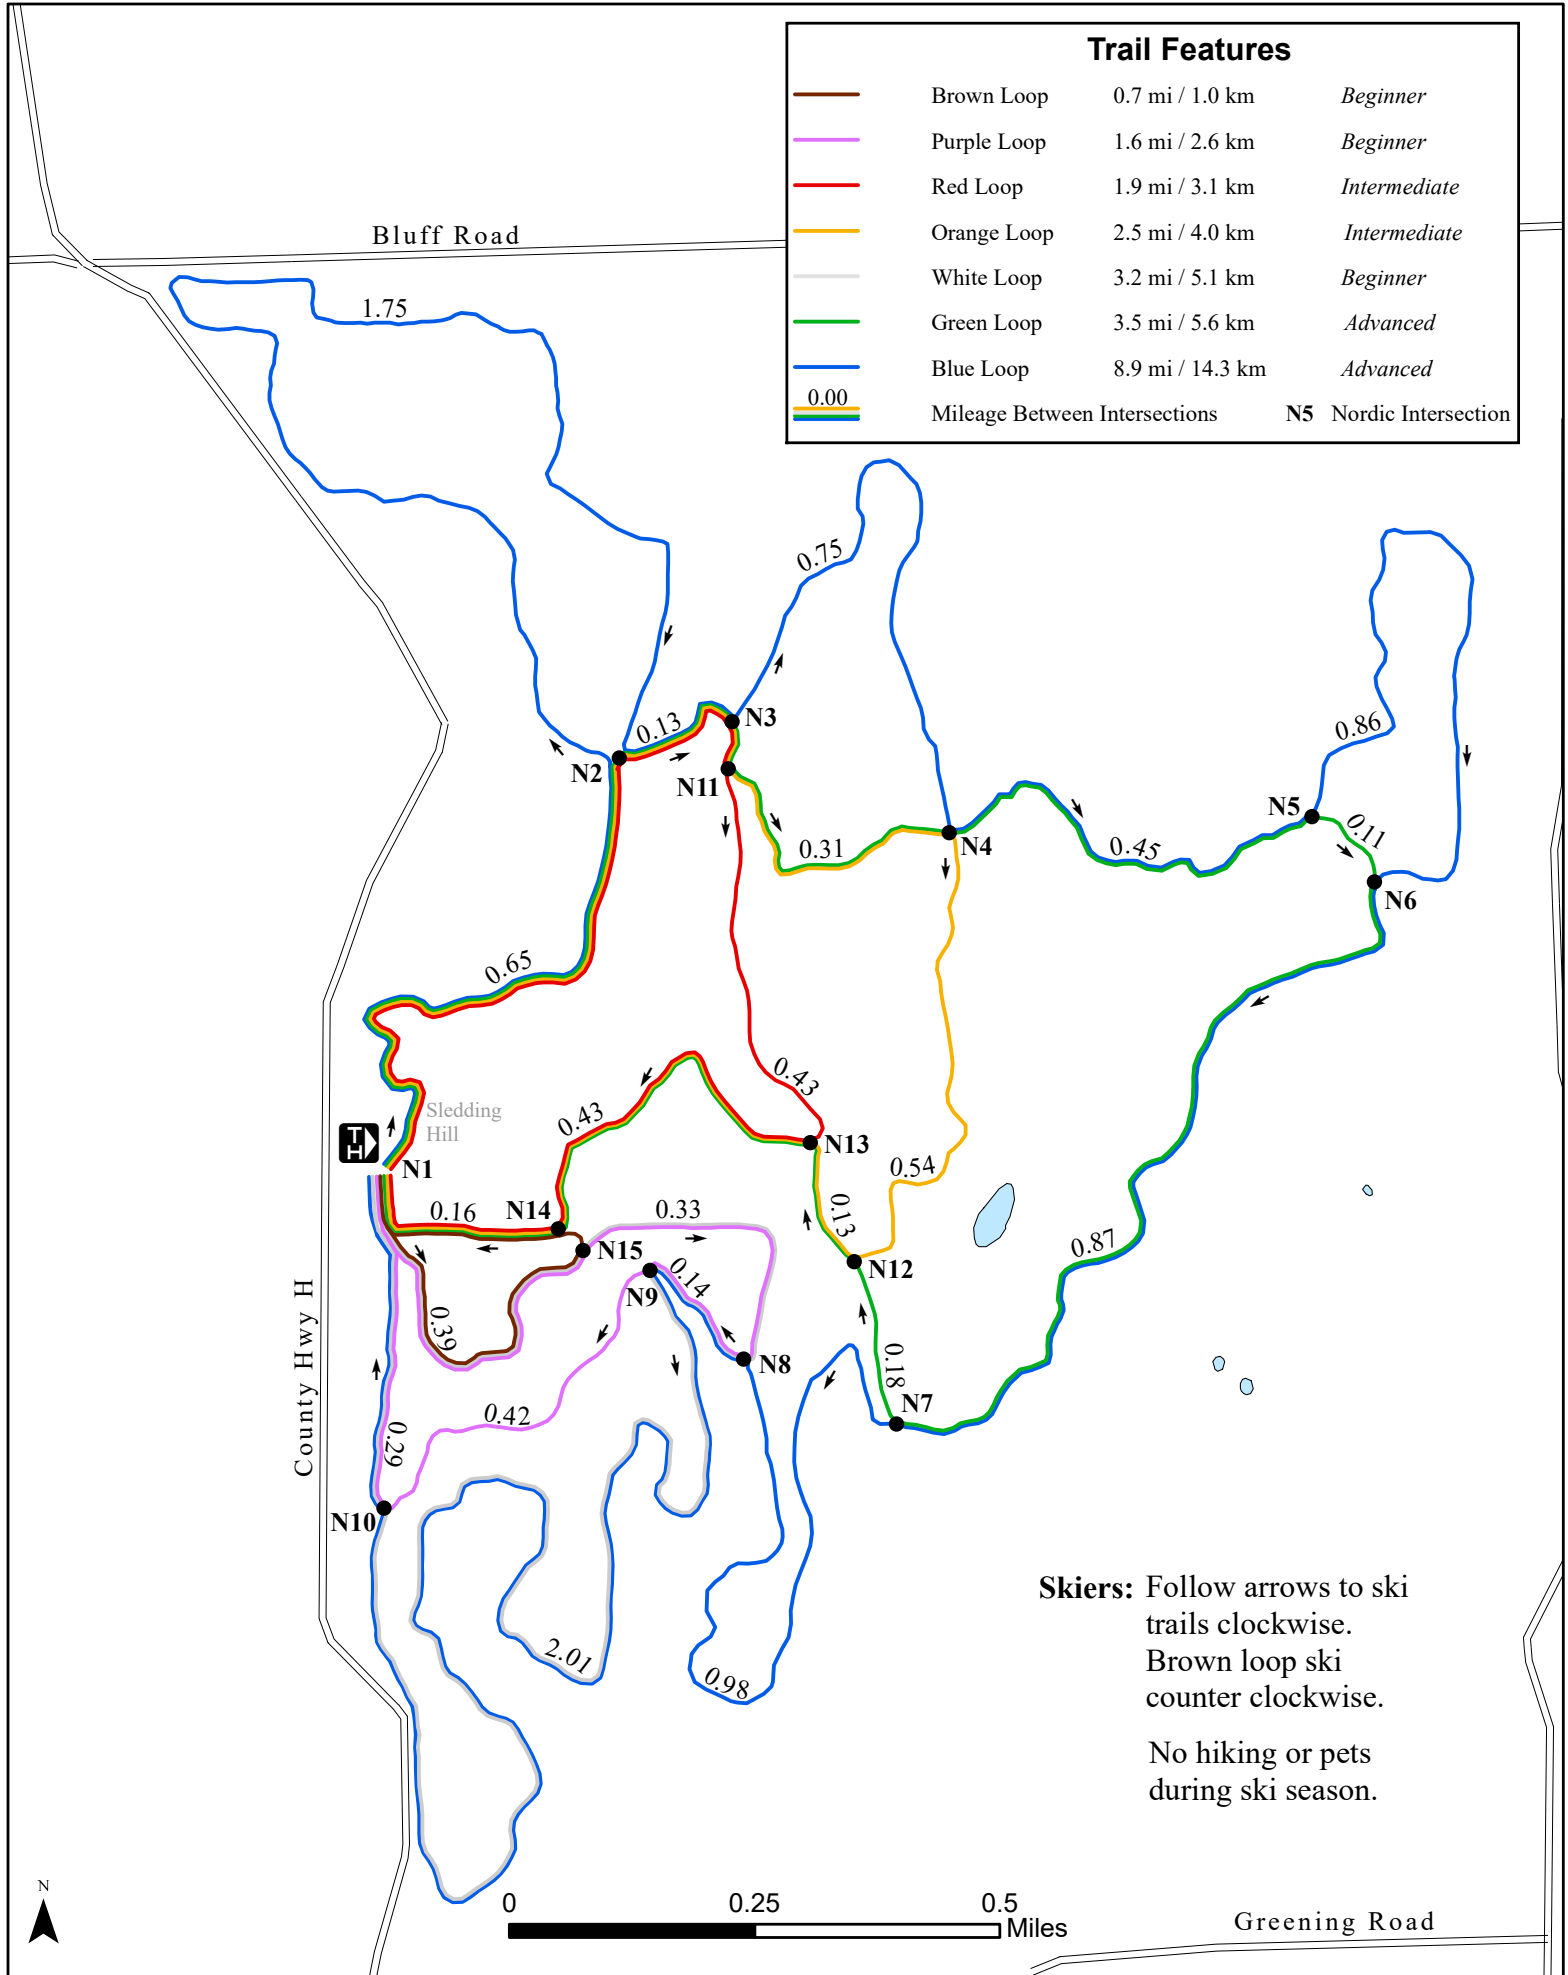 Trail Features
Brown Loop 0.7 mi / 1.0 km Beginner
Purple Loop 1.6 mi / 2.6 km Beginner
Red Loop 1.9 mi / 3.1 km Intermediate
Orange Loop 2.5 mi / 4.0 km Intermediate
White Loop 3.2 mi / 5.1 km Beginner
Green Loop 3.5 mi / 5.6 km Advanced
Blue Loop 8.9 mi / 14.3 km Advanced
0.00 Mileage Between Intersections N5 Nordic Intersection
Bluff Road
1.75
0.75
0.13
N3
N2
N11
0.86
N5
0.11
N4
0.31
0.45
N6
0.65
0.43
Sledding
Hill
TH
N1
0.43
N13
0.54
0.16
N14
0.33
0.13
N15
N12
0.87
0.14
N9
0.39
County Hwy H
N8
0.18
N7
0.42
0.29
N10
2.01
0.98
Skiers: Follow arrows to ski
trails clockwise.
Brown loop ski
counter clockwise.
No hiking or pets
during ski season.
N
0 0.25 0.5
Miles
Greening Road